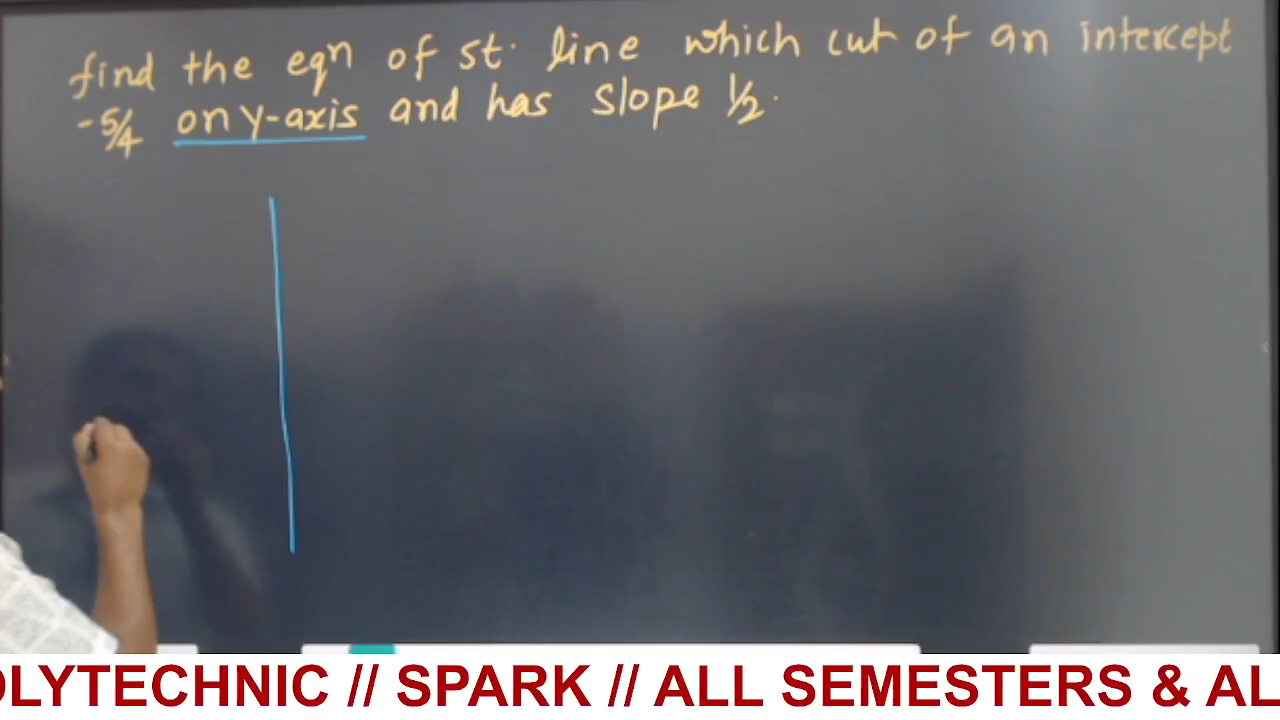 find the eqn of st. line which cut of an intercept
-5/4 on y-axis and has slope 1/2.
OLYTECHNIC // SPARK // ALL SEMESTERS & AL